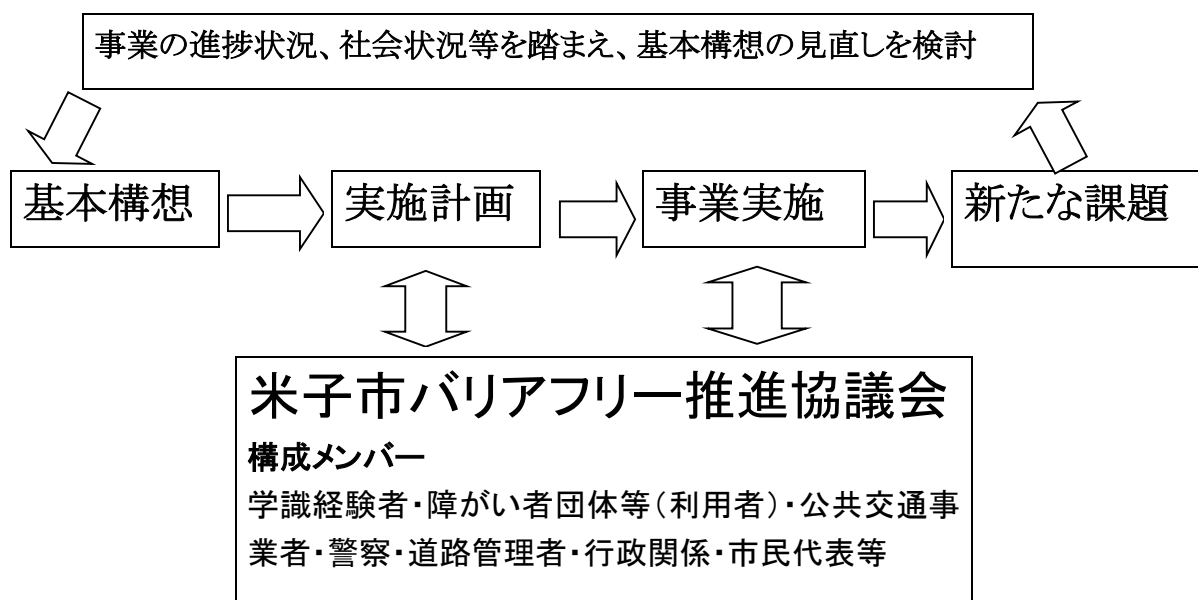 事業の進捗状況、社会状況等を踏まえ、基本構想の見直しを検討
基本構想
実施計画
事業実施
新たな課題
米子市バリアフリー推進協議会
構成メンバー
学識経験者・障がい者団体等（利用者）・公共交通事
業者・警察・道路管理者・行政関係・市民代表等